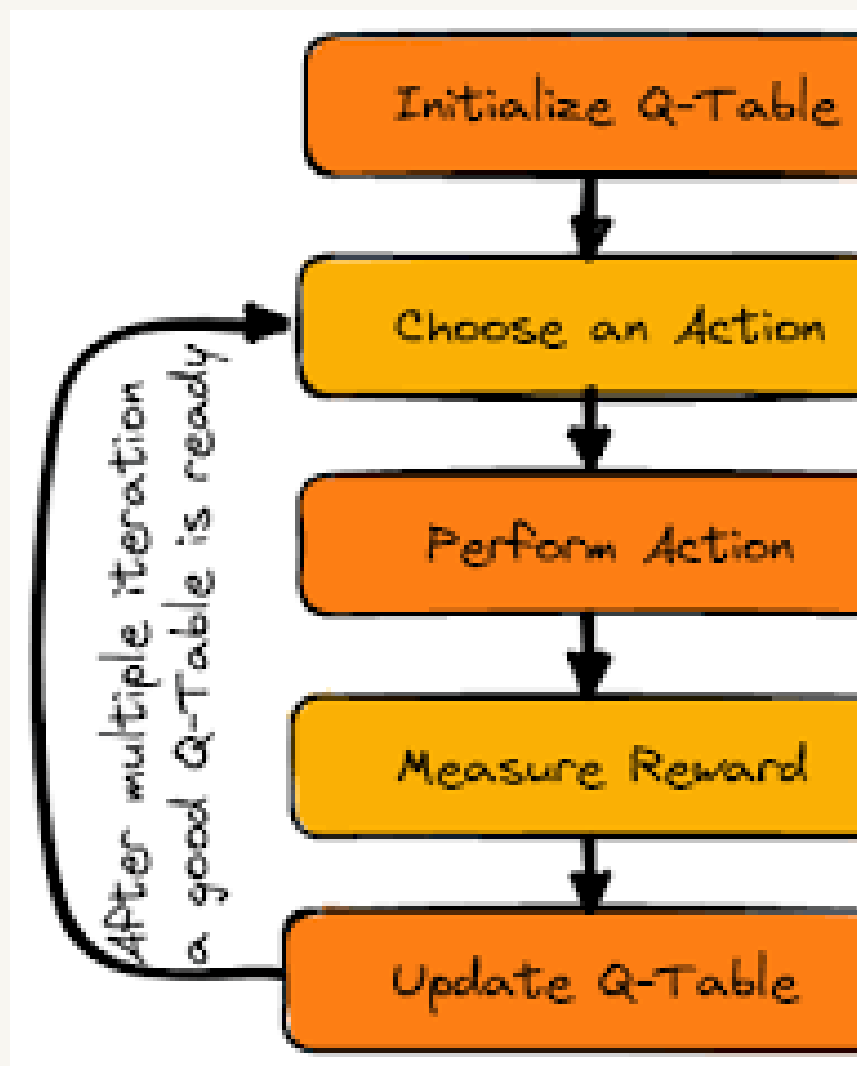 Initialize Q-Table
Choose an Action
Perform Action
Measure Reward
Update Q-Table
After multiple iteration
a good Q-Table is ready